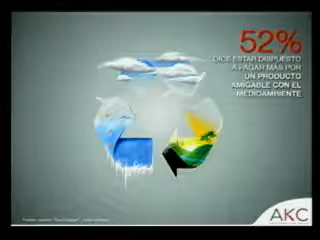 52%
DICE ESTAR DISPUESTO
A PAGAR MÁS POR
UN PRODUCTO
AMIGABLE CON EL
MEDIOAMBIENTE
AKC